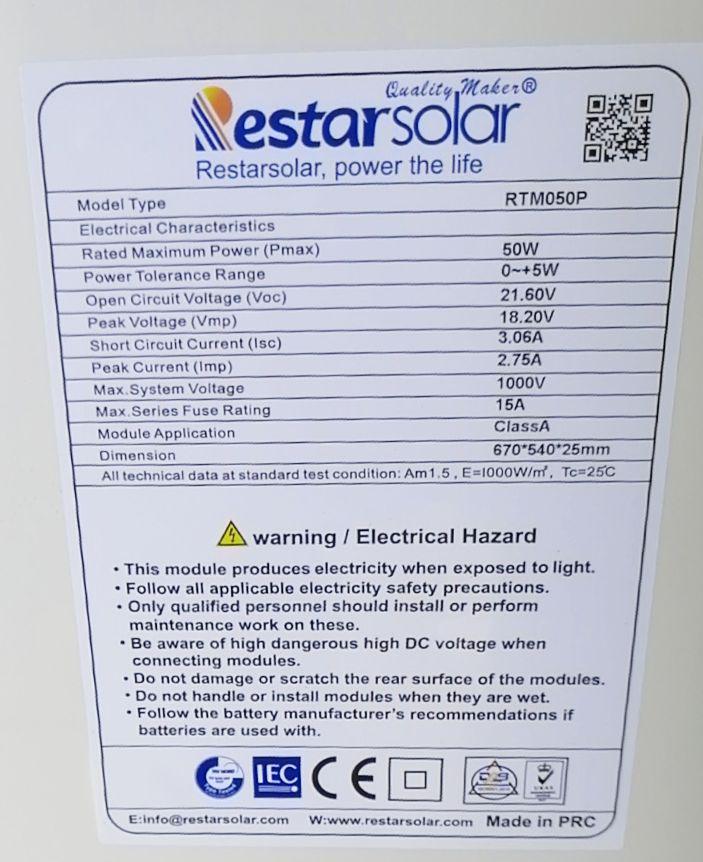 Quality Maker®
Restarsolar
Restarsolar, power the life
Model Type RTM050P
Electrical Characteristics
Rated Maximum Power (Pmax) 50W
Power Tolerance Range 0~+5W
Open Circuit Voltage (Voc) 21.60V
Peak Voltage (Vmp) 18.20V
Short Circuit Current (Isc) 3.06A
Peak Current (Imp) 2.75A
Max.System Voltage 1000V
Max.Series Fuse Rating 15A
Module Application ClassA
Dimension 670*540*25mm
All technical data at standard test condition: Am1.5 , E=I000W/㎡, Tc=25℃
warning / Electrical Hazard
• This module produces electricity when exposed to light.
• Follow all applicable electricity safety precautions.
• Only qualified personnel should install or perform
maintenance work on these.
• Be aware of high dangerous high DC voltage when
connecting modules.
• Do not damage or scratch the rear surface of the modules.
• Do not handle or install modules when they are wet.
• Follow the battery manufacturer's recommendations if
batteries are used with.
IEC CE
UKAS
E:info@restarsolar.com W:www.restarsolar.com Made in PRC